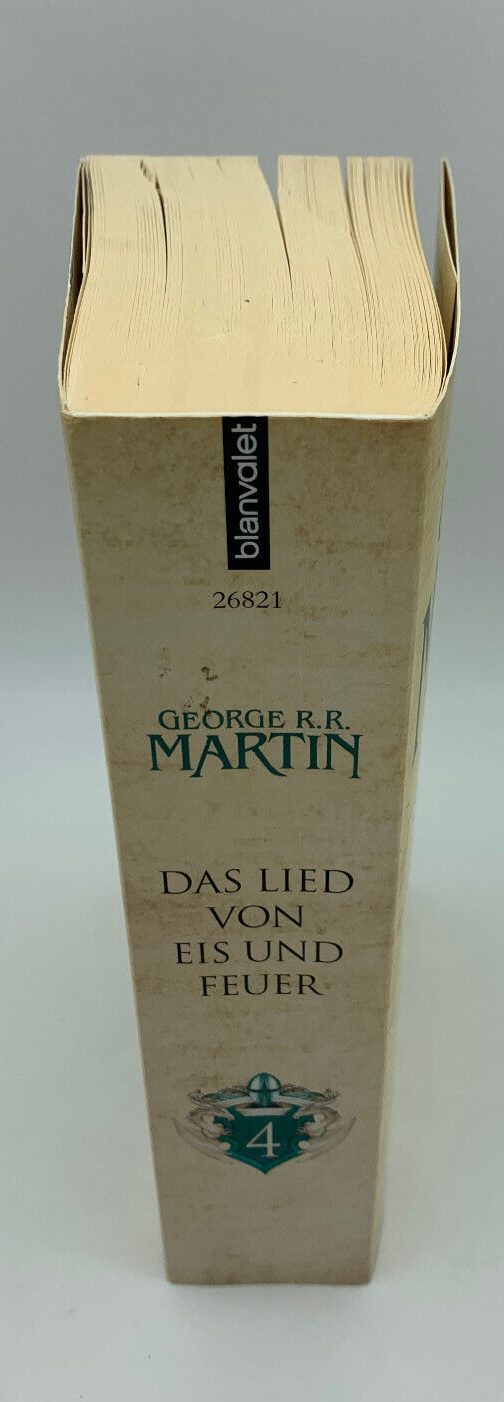 blanvalet
26821
GEORGE R.R.
MARTIN
DAS LIED
VON
EIS UND
FEUER
4